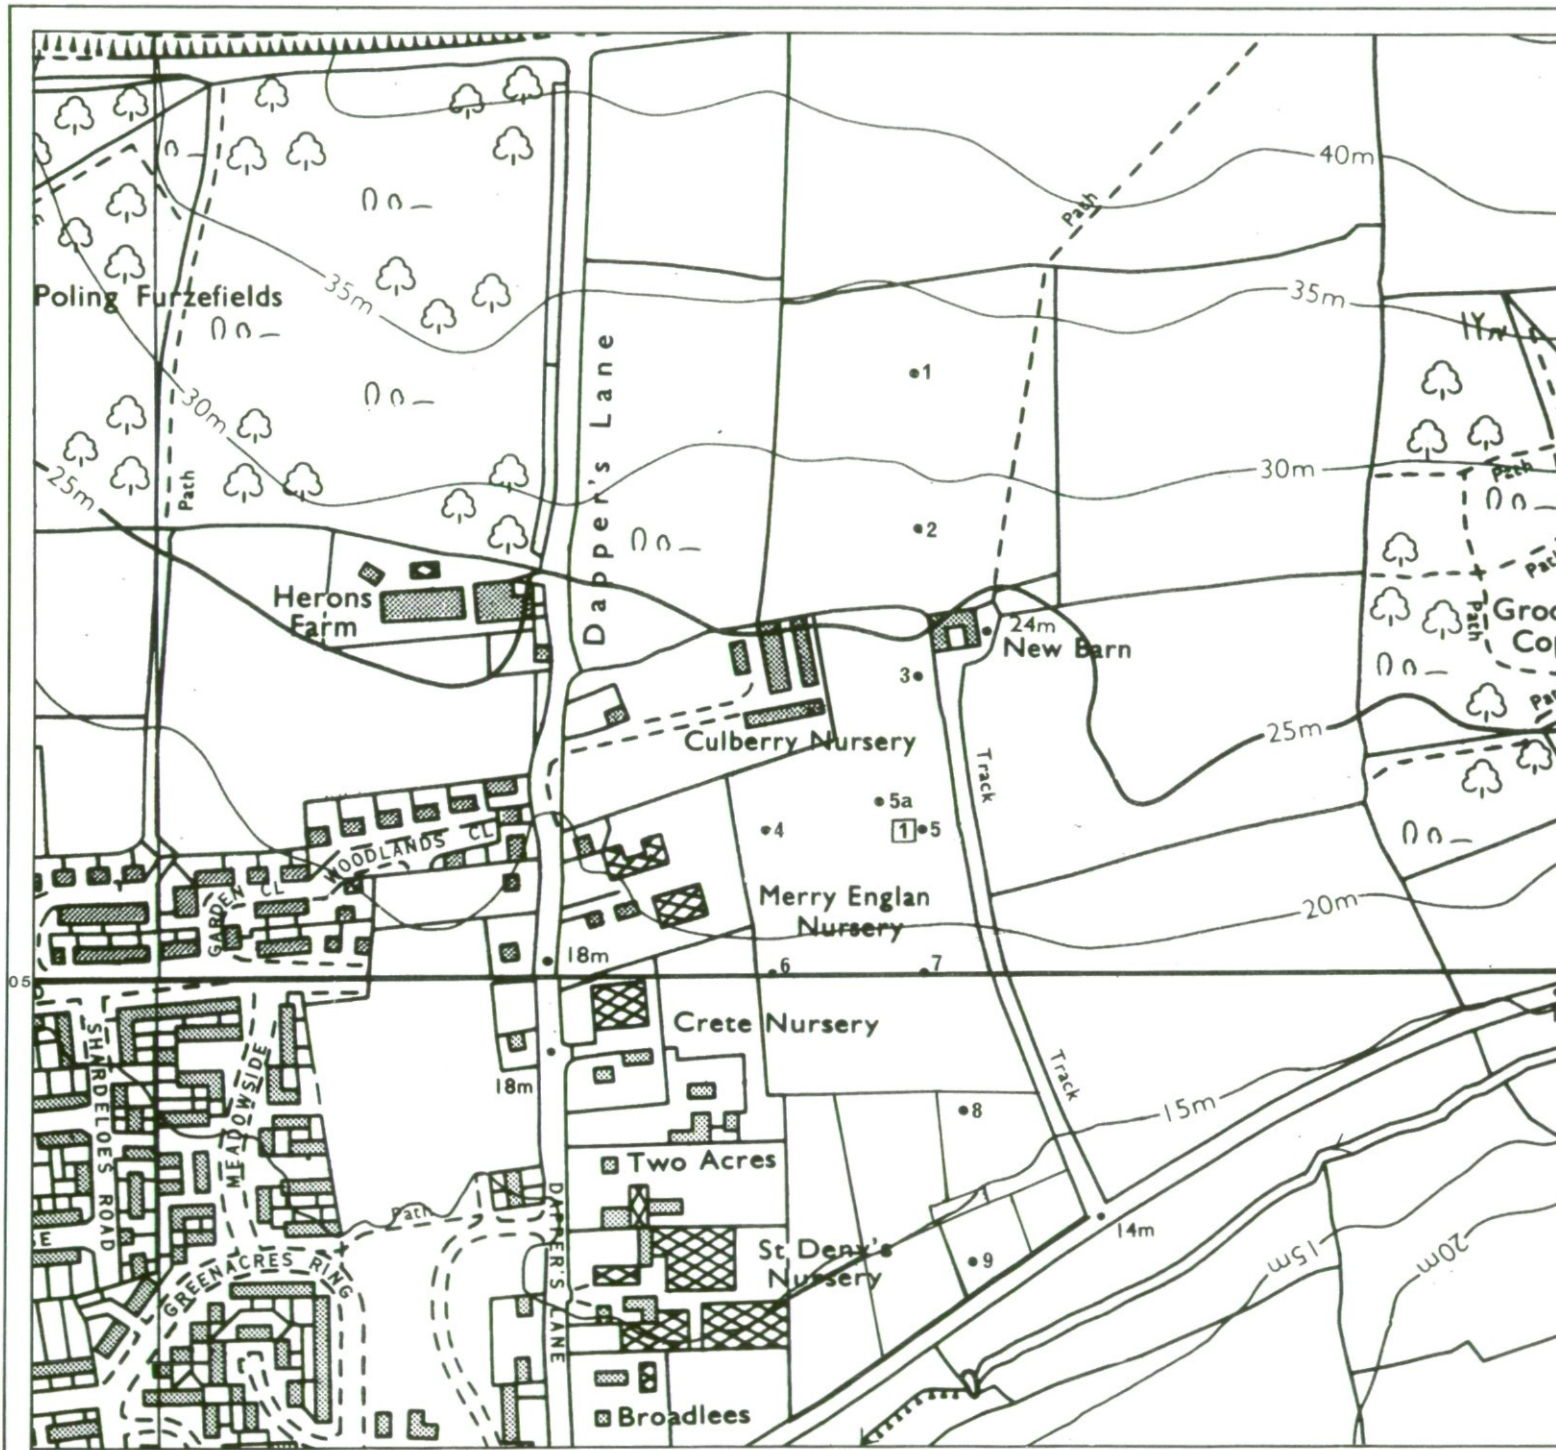 40m
Path
35m
Poling Furzefields
35m
Dapper's Lane
1
30m
30m
Path
Path
25m
2
Path
Herons
Farm
Path
24m
New Barn
3
25m
Culberry Nursery
Track
5a
4
1
5
WOODLANDS CL
GARDEN CL
Merry Englan
Nursery
20m
18m
05
6
7
Crete Nursery
SHARDELOES ROAD
MEADOWSIDE
18m
Track
8
15m
Two Acres
Path
DAPPER'S LANE
14m
E
St Deny's
Nursery
9
15m
20m
GREENACRES RING
Broadlees